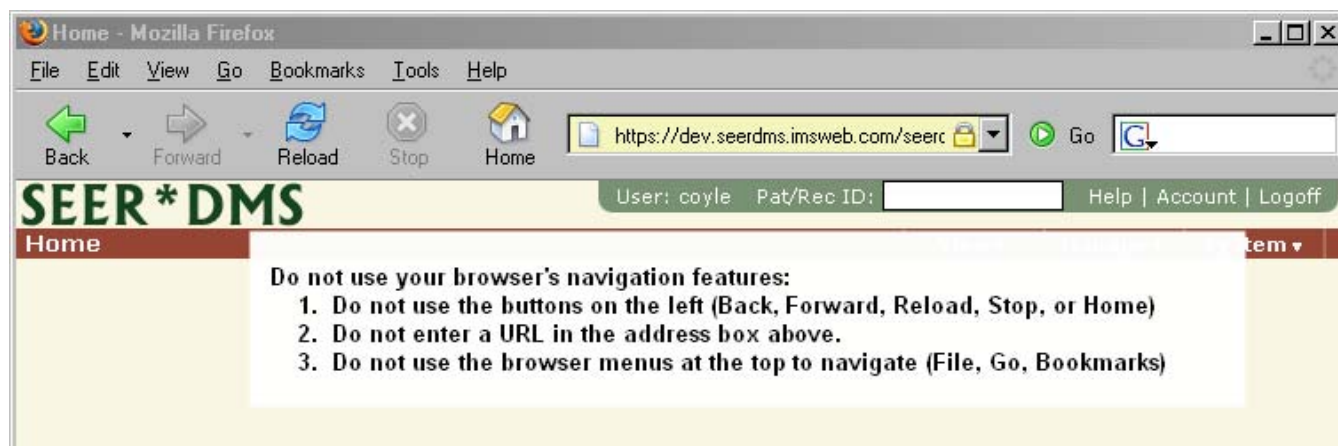 Home - Mozilla Firefox
File Edit View Go Bookmarks Tools Help
Back Forward Reload Stop Home https://dev.seerdms.imsweb.com/seerc Go G
SEER*DMS User: coyle Pat/Rec ID: Help | Account | Logoff
Home tem
Do not use your browser's navigation features:
1. Do not use the buttons on the left (Back, Forward, Reload, Stop, or Home)
2. Do not enter a URL in the address box above.
3. Do not use the browser menus at the top to navigate (File, Go, Bookmarks)